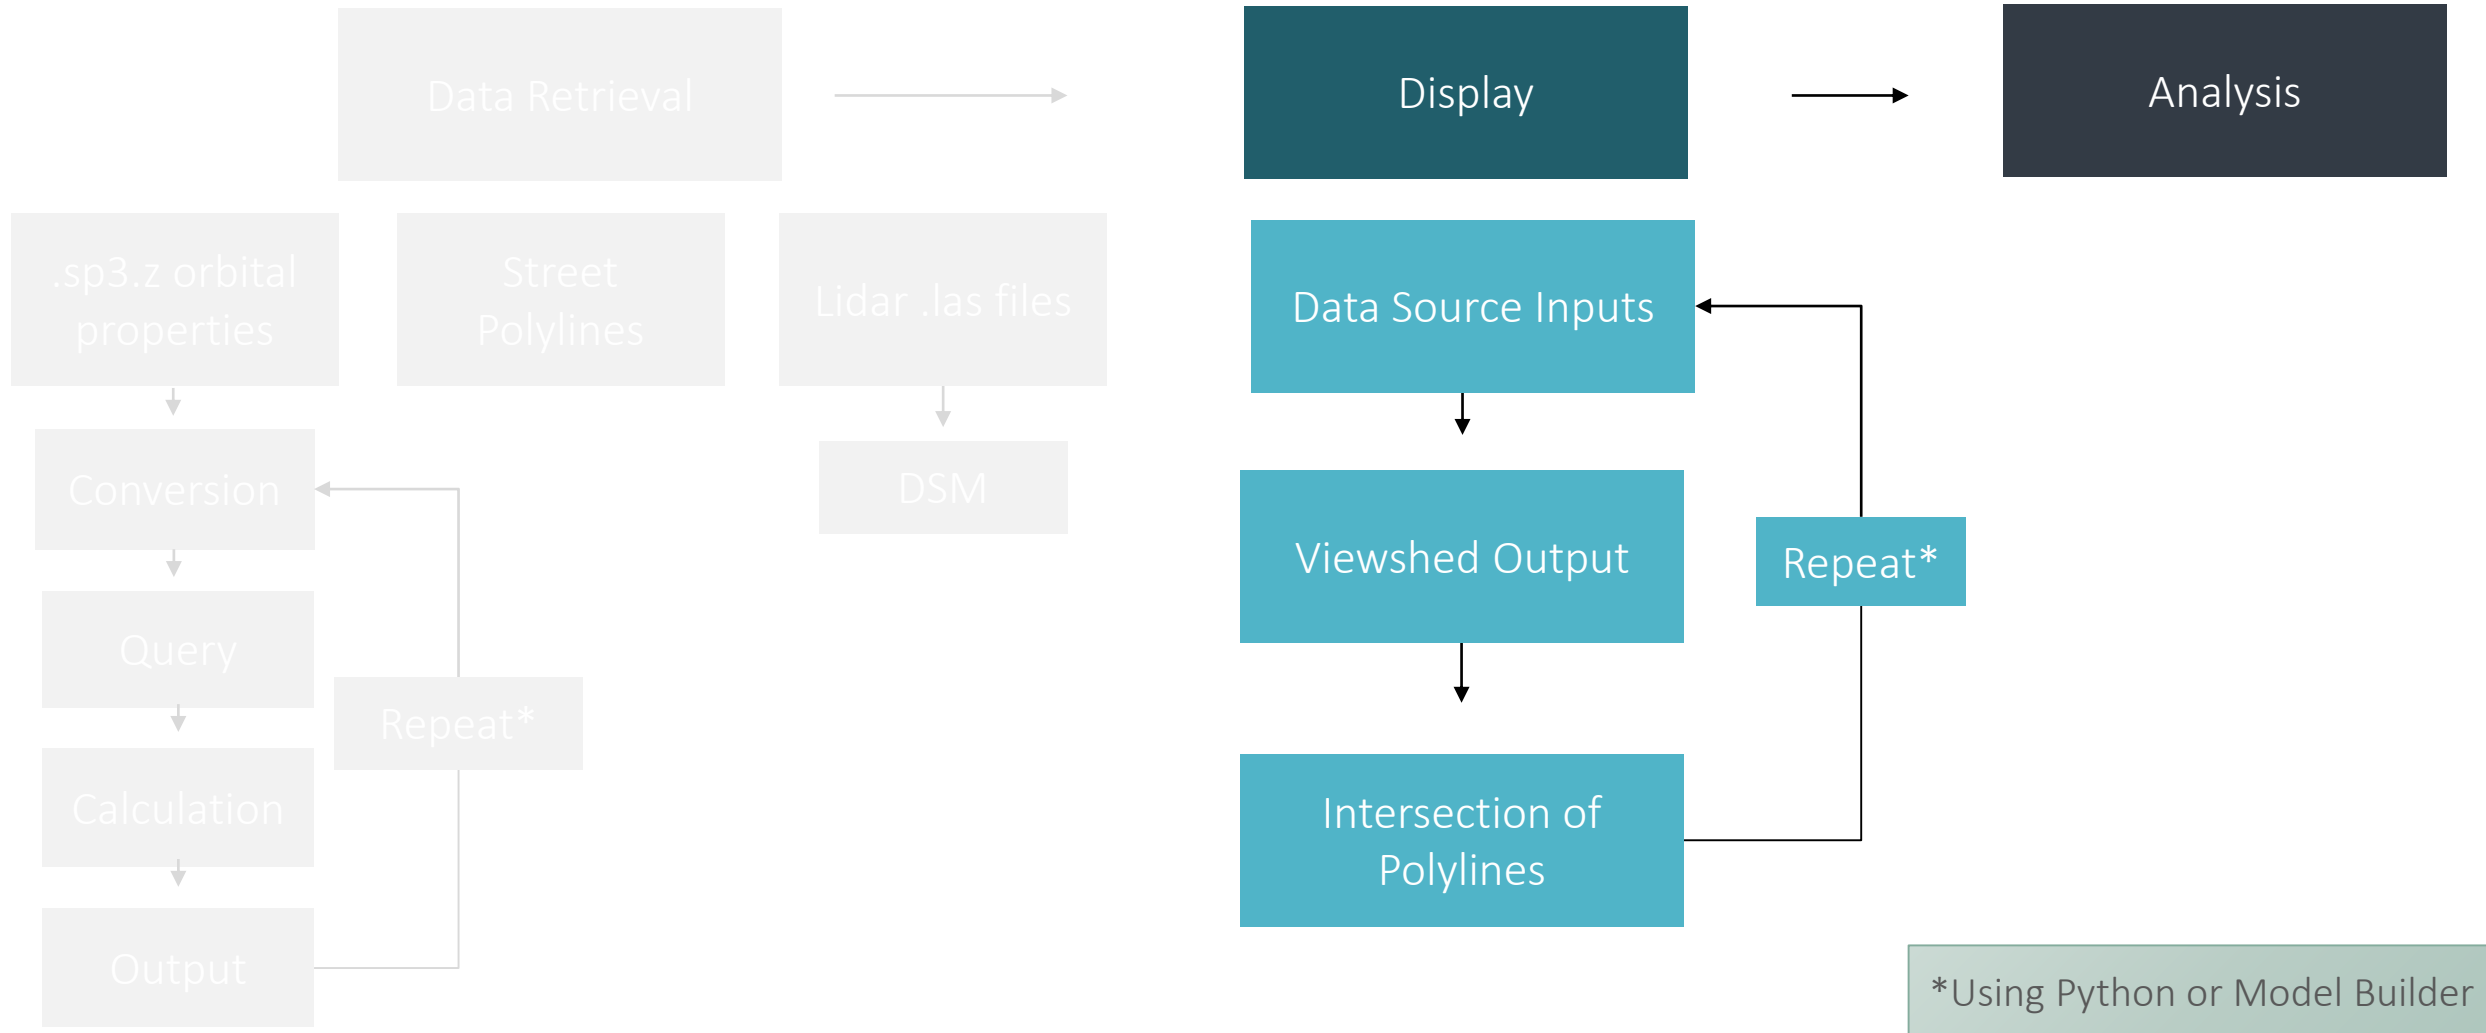 Data Retrieval
Display
Analysis
.sp3.z orbital
properties
Street
Polylines
Lidar .las files
Data Source Inputs
Conversion
DSM
Viewshed Output
Repeat*
Query
Repeat*
Calculation
Intersection of
Polylines
Output
*Using Python or Model Builder